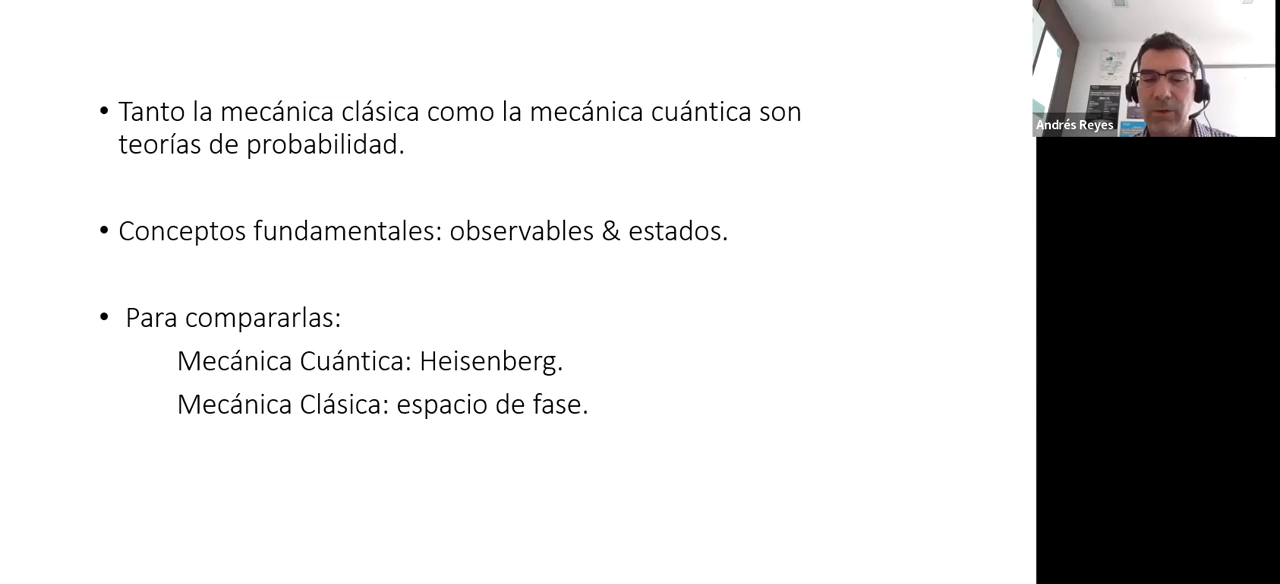 • Tanto la mecánica clásica como la mecánica cuántica son
teorías de probabilidad.
• Conceptos fundamentales: observables & estados.
• Para compararlas:
Mecánica Cuántica: Heisenberg.
Mecánica Clásica: espacio de fase.
Andrés Reyes